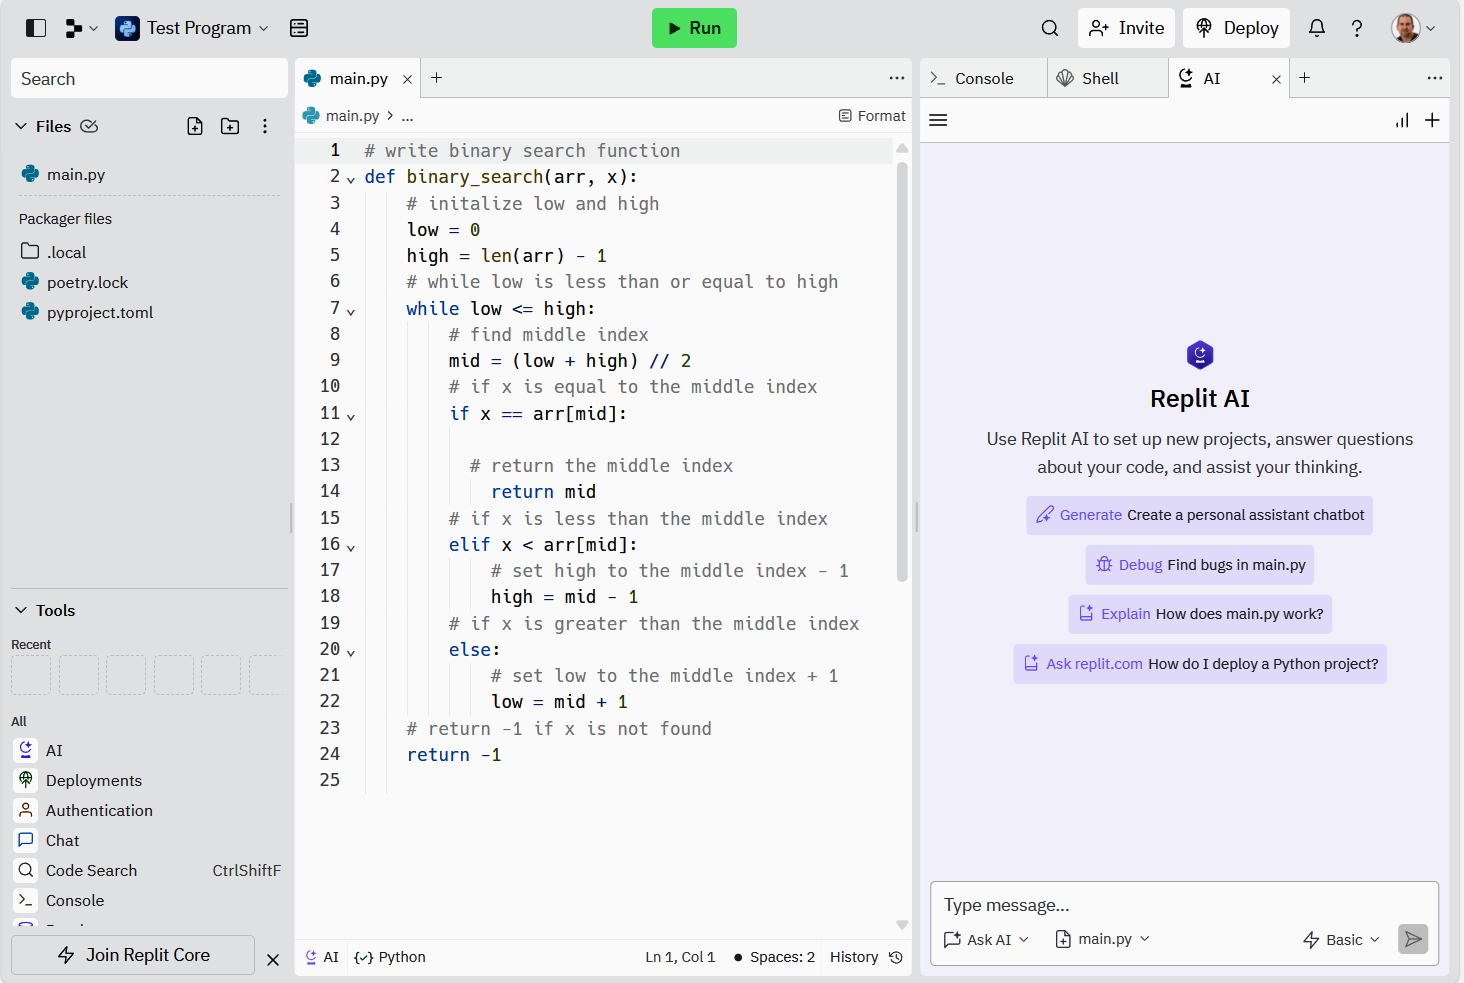 Test Program
Run
Invite
Deploy
Search
Files
main.py
Packager files
.local
poetry.lock
pyproject.toml
Tools
Recent
All
AI
Deployments
Authentication
Chat
Code Search CtrlShiftF
Console
Join Replit Core
main.py
main.py > ...
Format
1 # write binary search function
2 def binary_search(arr, x):
3 # initalize low and high
4 low = 0
5 high = len(arr) - 1
6 # while low is less than or equal to high
7 while low <= high:
8 # find middle index
9 mid = (low + high) // 2
10 # if x is equal to the middle index
11 if x == arr[mid]:
12
13 # return the middle index
14 return mid
15 # if x is less than the middle index
16 elif x < arr[mid]:
17 # set high to the middle index - 1
18 high = mid - 1
19 # if x is greater than the middle index
20 else:
21 # set low to the middle index + 1
22 low = mid + 1
23 # return -1 if x is not found
24 return -1
25
AI {✓} Python Ln 1, Col 1 ● Spaces: 2 History
Console
Shell
AI
Replit AI
Use Replit AI to set up new projects, answer questions
about your code, and assist your thinking.
Generate Create a personal assistant chatbot
Debug Find bugs in main.py
Explain How does main.py work?
Ask replit.com How do I deploy a Python project?
Type message...
Ask AI main.py Basic